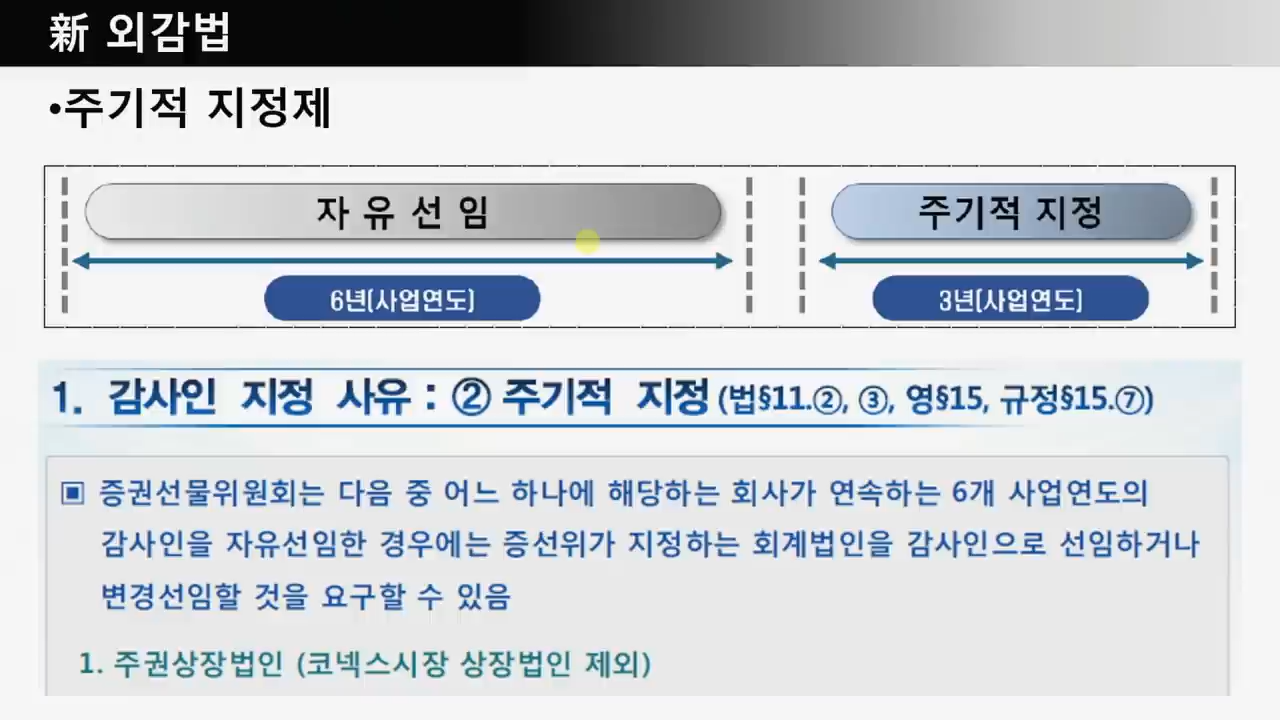 新 외감법
•주기적 지정제
자 유 선 임
주기적 지정
6년(사업연도)
3년(사업연도)
1. 감사인 지정 사유 : ② 주기적 지정 (법§11.②, ③, 영§15, 규정§15.⑦)
▣ 증권선물위원회는 다음 중 어느 하나에 해당하는 회사가 연속하는 6개 사업연도의
감사인을 자유선임한 경우에는 증선위가 지정하는 회계법인을 감사인으로 선임하거나
변경선임할 것을 요구할 수 있음
1. 주권상장법인 (코넥스시장 상장법인 제외)